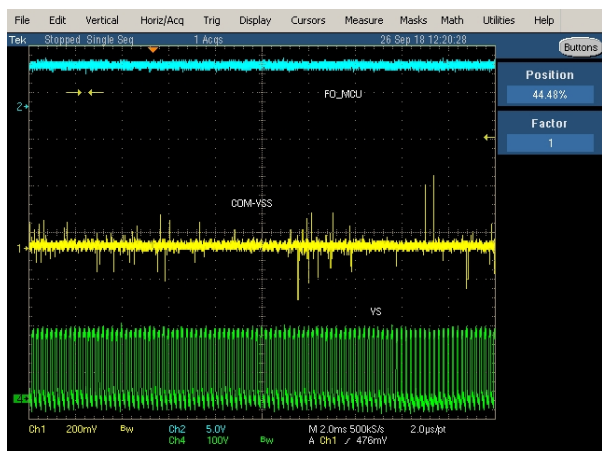 File Edit Vertical Horiz/Acq Trig Display Cursors Measure Masks Math Utilities Help
Tek Stopped Single Seq 1 Acqs 26 Sep 18 12:20:28 Buttons
Position
44.48%
Factor
1
FO_MCU
2
COM-VSS
1
VS
4
Ch1 200mV Bw Ch2 5.0V M 2.0ms 500kS/s 2.0µs/pt
Ch4 100V Bw A Ch1 ∕ 476mV